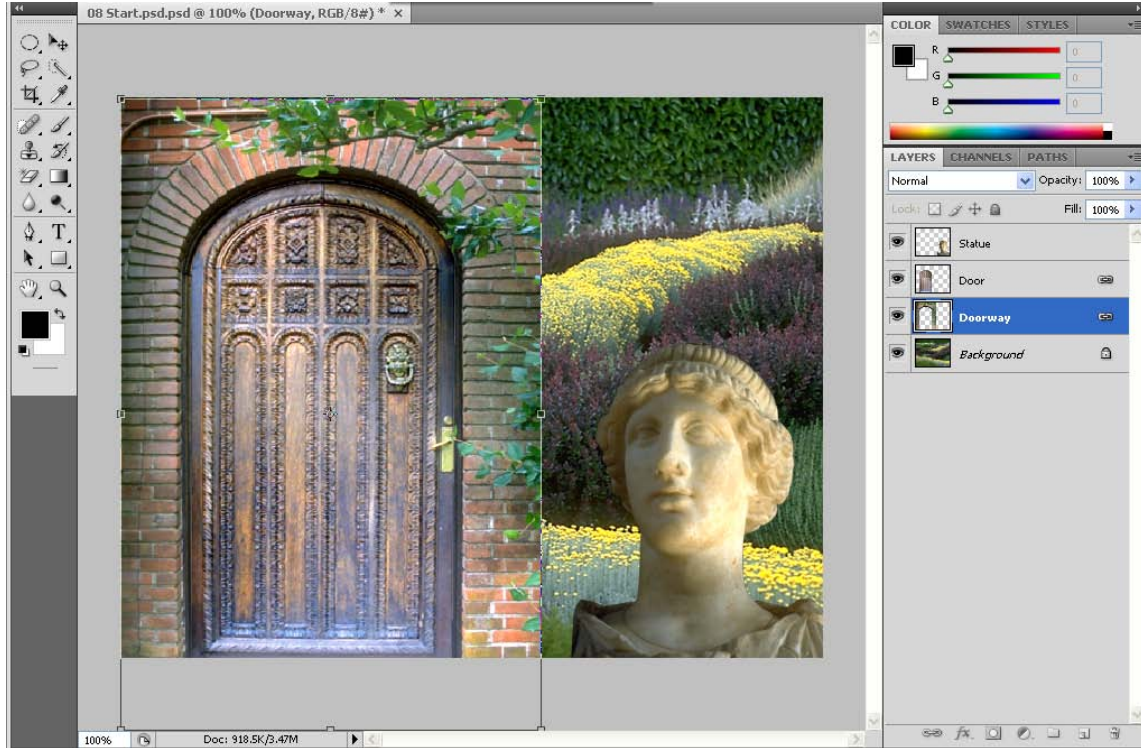 08 Start.psd.psd @ 100% (Doorway, RGB/8#) * ×
COLOR SWATCHES STYLES
R 0
G 0
B 0
LAYERS CHANNELS PATHS
Normal Opacity: 100%
Lock: Fill: 100%
Statue
Door
Doorway
Background
T
fx.
100% Doc: 918.5K/3.47M